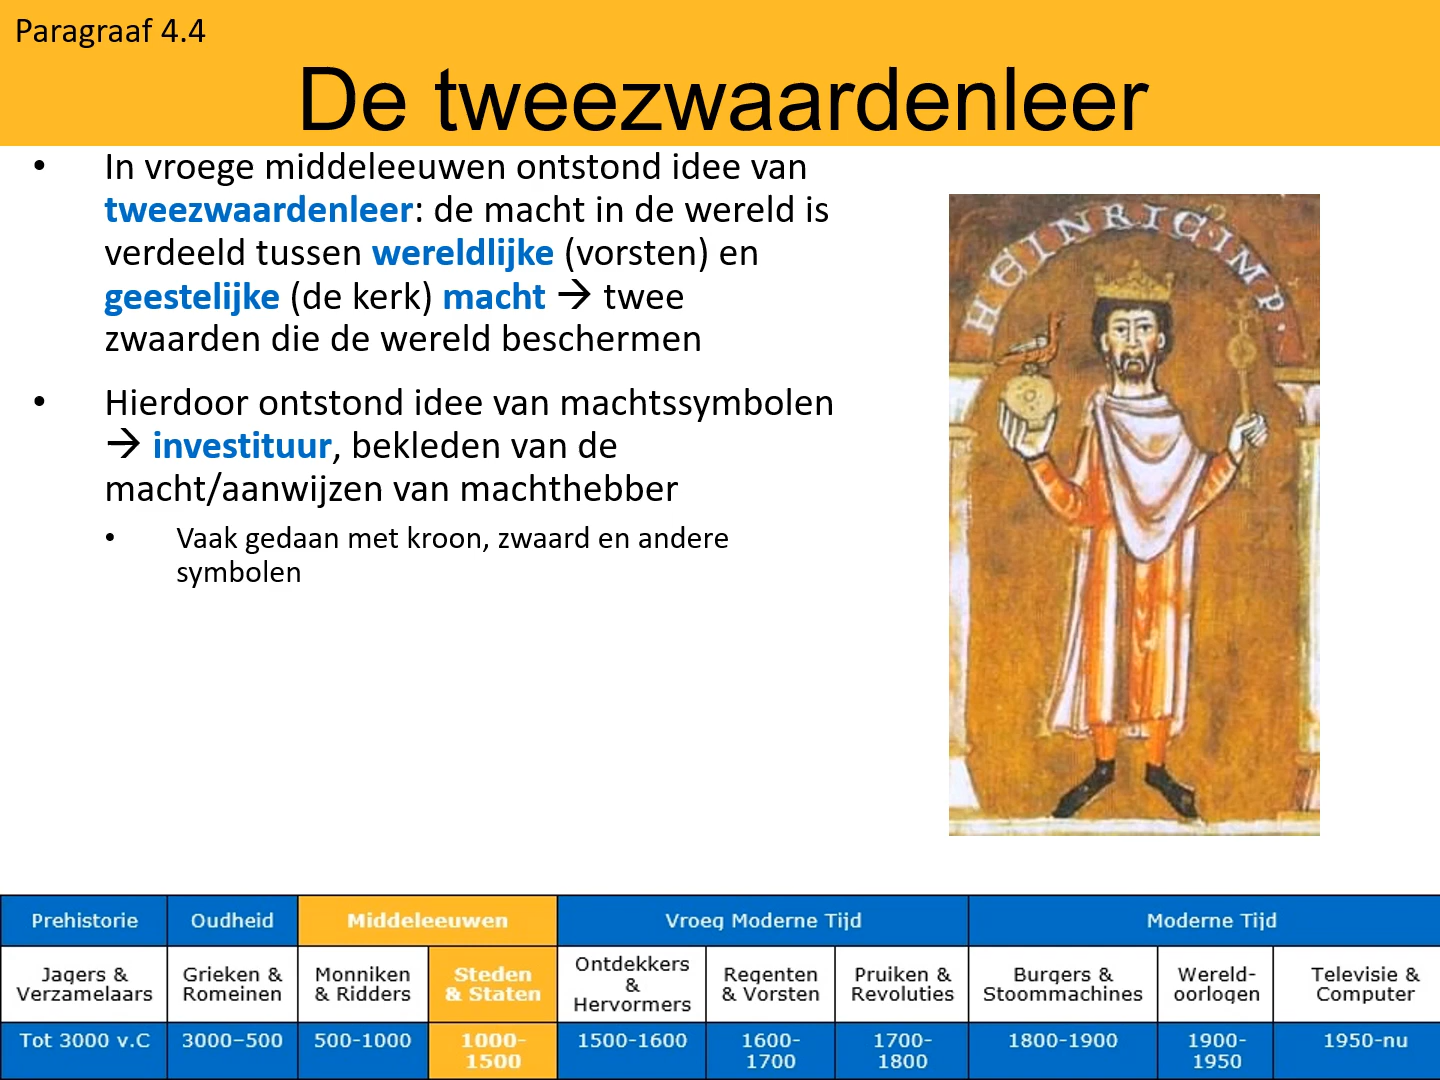 Paragraaf 4.4
De tweezwaardenleer
• In vroege middeleeuwen ontstond idee van
tweezwaardenleer: de macht in de wereld is
verdeeld tussen wereldlijke (vorsten) en
geestelijke (de kerk) macht → twee
zwaarden die de wereld beschermen
• Hierdoor ontstond idee van machtssymbolen
→ investituur, bekleden van de
macht/aanwijzen van machthebber
• Vaak gedaan met kroon, zwaard en andere
symbolen
HEINRIC·IMP.
Prehistorie Oudheid Middeleeuwen Vroeg Moderne Tijd Moderne Tijd
Jagers &
Verzamelaars
Grieken &
Romeinen
Monniken
& Ridders
Steden
& Staten
Ontdekkers
&
Hervormers
Regenten
& Vorsten
Pruiken &
Revoluties
Burgers &
Stoommachines
Wereld-
oorlogen
Televisie &
Computer
Tot 3000 v.C
3000–500
500-1000
1000-
1500
1500-1600
1600-
1700
1700-
1800
1800-1900
1900-
1950
1950-nu